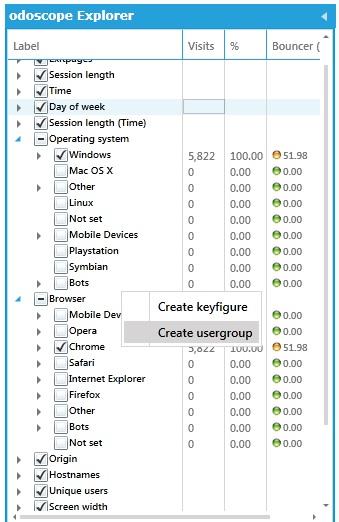 odoscope Explorer
Label Visits % Bouncer (
Exitpages
Session length
Time
Day of week
Session length (Time)
Operating system
Windows 5,822 100.00 51.98
Mac OS X 0 0.00 0.00
Other 0 0.00 0.00
Linux 0 0.00 0.00
Not set 0 0.00 0.00
Mobile Devices 0 0.00 0.00
Playstation 0 0.00 0.00
Symbian 0 0.00 0.00
Bots 0 0.00 0.00
Browser
Create keyfigure
Mobile Dev 0.00
Opera 0.00
Create usergroup
Chrome 5,822 100.00 51.98
Safari 0 0.00 0.00
Internet Explorer 0 0.00 0.00
Firefox 0 0.00 0.00
Other 0 0.00 0.00
Bots 0 0.00 0.00
Not set 0 0.00 0.00
Origin
Hostnames
Unique users
Screen width